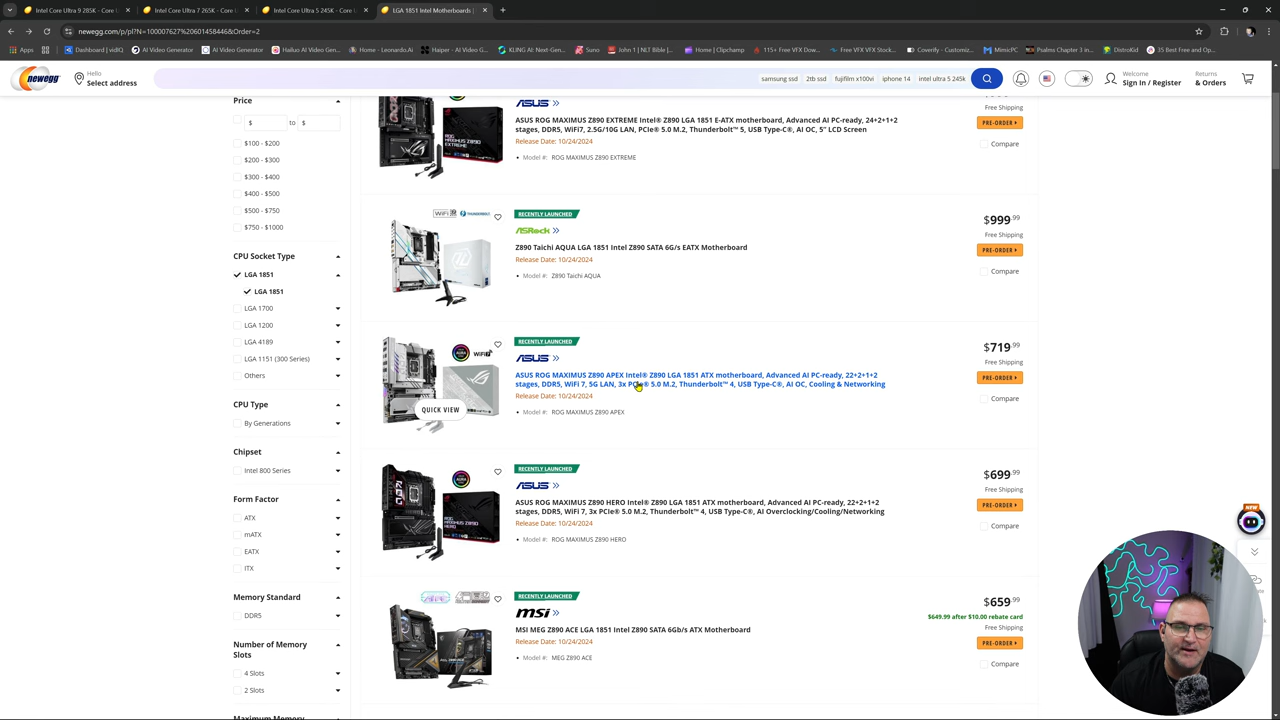 Intel Core Ultra 9 285K - Core U
Intel Core Ultra 7 265K - Core U
Intel Core Ultra 5 245K - Core U
LGA 1851 Intel Motherboards |
newegg.com/p/pl?N=100007627%20601458446&Order=2
Apps
Dashboard | vidIQ
AI Video Generator
AI Video Generator
Hailuo AI Video Gen...
Home - Leonardo.Ai
Haiper - AI Video G...
KLING AI: Next-Gen...
Suno
John 1 | NLT Bible |...
Home | Clipchamp
115+ Free VFX Dow...
Free VFX VFX Stock...
Coverify - Customiz...
MimicPC
Psalms Chapter 3 in...
DistroKid
35 Best Free and Op...
newegg
Hello
Select address
samsung ssd
2tb ssd
fujifilm x100vi
iphone 14
intel ultra 5 245k
Welcome
Sign In / Register
Returns
& Orders
Price
$
to
$
$100 - $200
$200 - $300
$300 - $400
$400 - $500
$500 - $750
$750 - $1000
CPU Socket Type
LGA 1851
LGA 1851
LGA 1700
LGA 1200
LGA 4189
LGA 1151 (300 Series)
Others
CPU Type
By Generations
Chipset
Intel 800 Series
Form Factor
ATX
mATX
EATX
ITX
Memory Standard
DDR5
Number of Memory
Slots
4 Slots
2 Slots
Maximum Memory
ASUS
ASUS ROG MAXIMUS Z890 EXTREME Intel® Z890 LGA 1851 E-ATX motherboard, Advanced AI PC-ready, 24+2+1+2
stages, DDR5, WiFi7, 2.5G/10G LAN, PCIe® 5.0 M.2, Thunderbolt™ 5, USB Type-C®, AI OC, 5" LCD Screen
Release Date: 10/24/2024
Model #: ROG MAXIMUS Z890 EXTREME
Free Shipping
PRE-ORDER
Compare
RECENTLY LAUNCHED
ASRock
Z890 Taichi AQUA LGA 1851 Intel Z890 SATA 6G/s EATX Motherboard
Release Date: 10/24/2024
Model #: Z890 Taichi AQUA
$999.99
Free Shipping
PRE-ORDER
Compare
WiFi
THUNDERBOLT
RECENTLY LAUNCHED
ASUS
ASUS ROG MAXIMUS Z890 APEX Intel® Z890 LGA 1851 ATX motherboard, Advanced AI PC-ready, 22+2+1+2
stages, DDR5, WiFi 7, 5G LAN, 3x PCIe® 5.0 M.2, Thunderbolt™ 4, USB Type-C®, AI OC, Cooling & Networking
Release Date: 10/24/2024
Model #: ROG MAXIMUS Z890 APEX
$719.99
Free Shipping
PRE-ORDER
Compare
WiFi 7
QUICK VIEW
RECENTLY LAUNCHED
ASUS
ASUS ROG MAXIMUS Z890 HERO Intel® Z890 LGA 1851 ATX motherboard, Advanced AI PC-ready, 22+2+1+2
stages, DDR5, WiFi 7, 3x PCIe® 5.0 M.2, Thunderbolt™ 4, USB Type-C®, AI Overclocking/Cooling/Networking
Release Date: 10/24/2024
Model #: ROG MAXIMUS Z890 HERO
$699.99
Free Shipping
PRE-ORDER
Compare
RECENTLY LAUNCHED
msi
MSI MEG Z890 ACE LGA 1851 Intel Z890 SATA 6Gb/s ATX Motherboard
Release Date: 10/24/2024
Model #: MEG Z890 ACE
$659.99
$649.99 after $10.00 rebate card
Free Shipping
PRE-ORDER
Compare
NEW